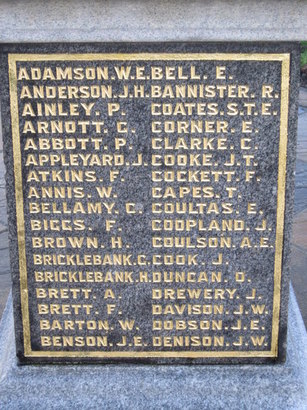 ADAMSON.W.E. BELL. E.
ANDERSON.J.H. BANNISTER. R.
AINLEY. P. COATES.S.T.E.
ARNOTT. C. CORNER. E.
ABBOTT. P. CLARKE. C.
APPLEYARD.J. COOKE. J.T.
ATKINS. F. COCKETT. F.
ANNIS. W. CAPES. T.
BELLAMY. C. COULTAS. E.
BIGGS. F. COOPLAND. J.
BROWN. H. COULSON. A.E.
BRICKLEBANK.C. COOK. J.
BRICKLEBANK.H. DUNCAN. O.
BRETT. A. DREWERY. J.
BRETT. F. DAVISON. J.W.
BARTON. W. DOBSON. J.E.
BENSON. J.E. DENISON. J.W.